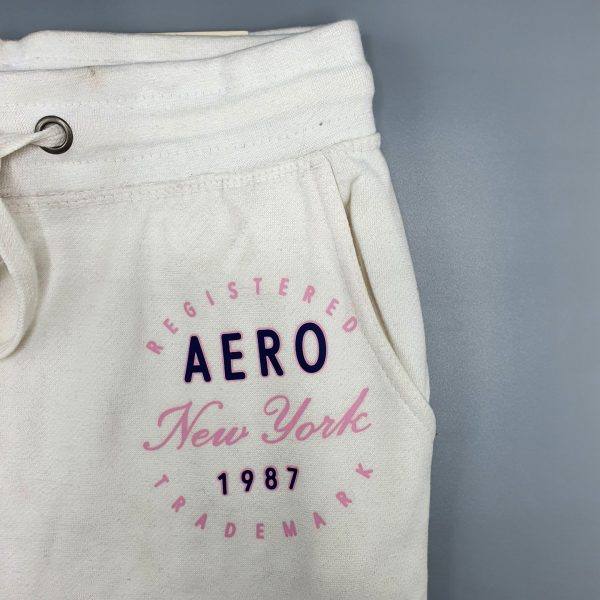 REGISTERED
AERO
New York
1987
TRADEMARK